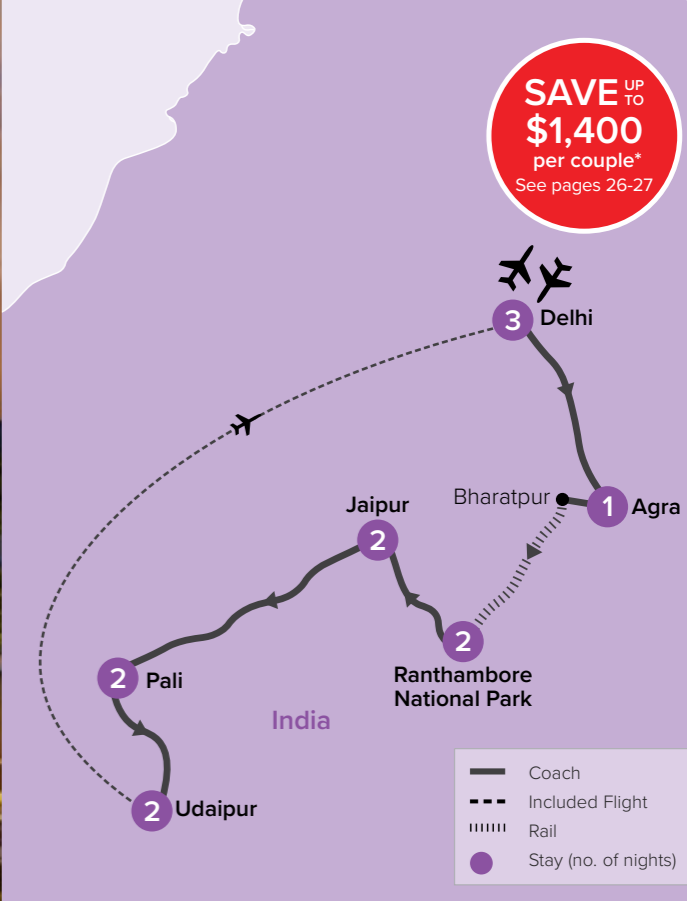 SAVE UP TO
$1,400
per couple*
See pages 26-27
3 Delhi
Bharatpur
1 Agra
Jaipur
2
2
Ranthambore
National Park
2 Pali
India
2 Udaipur
Coach
Included Flight
Rail
Stay (no. of nights)